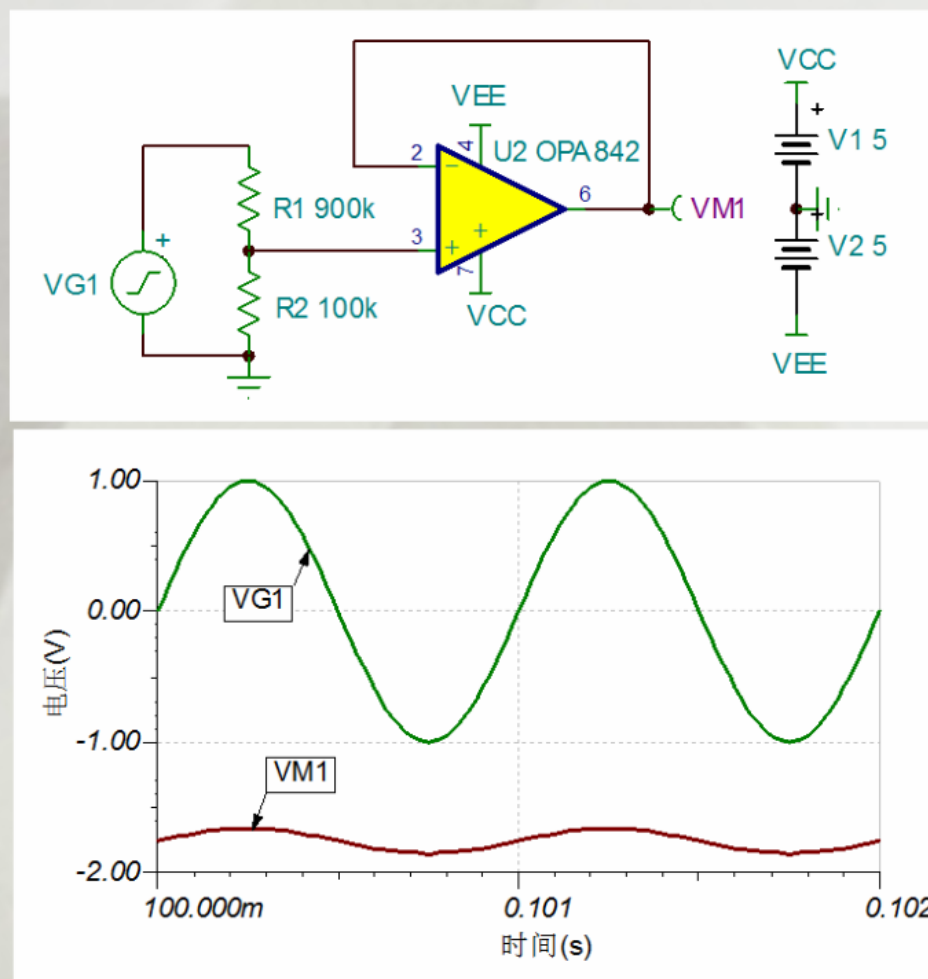 VCC
VEE
V1 5
2
4
U2 OPA842
R1 900k
6
VM1
3
VG1
7
V2 5
R2 100k
VCC
VEE
1.00
VG1
0.00
电压(V)
-1.00
VM1
-2.00
100.000m
0.101
0.102
时间(s)